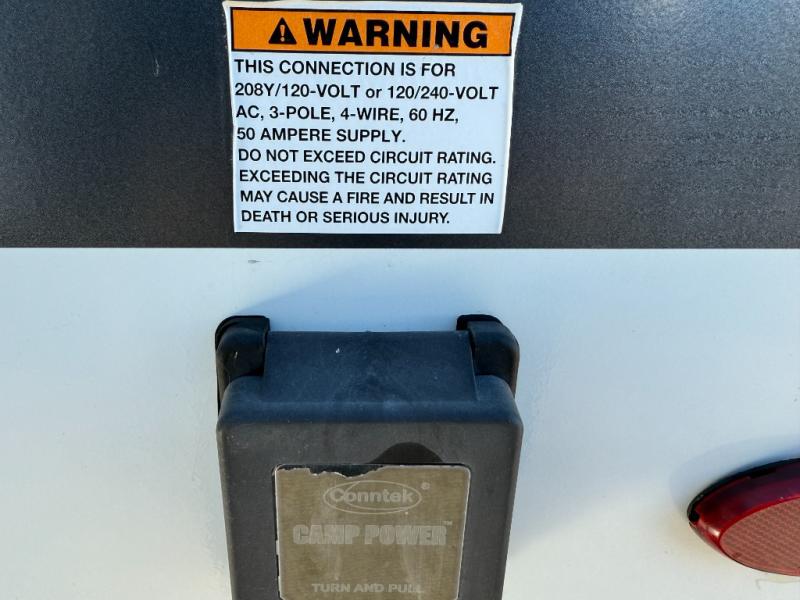 WARNING
THIS CONNECTION IS FOR
208Y/120-VOLT or 120/240-VOLT
AC, 3-POLE, 4-WIRE, 60 HZ,
50 AMPERE SUPPLY.
DO NOT EXCEED CIRCUIT RATING.
EXCEEDING THE CIRCUIT RATING
MAY CAUSE A FIRE AND RESULT IN
DEATH OR SERIOUS INJURY.
Conntek®
CAMP POWER™
TURN AND PULL